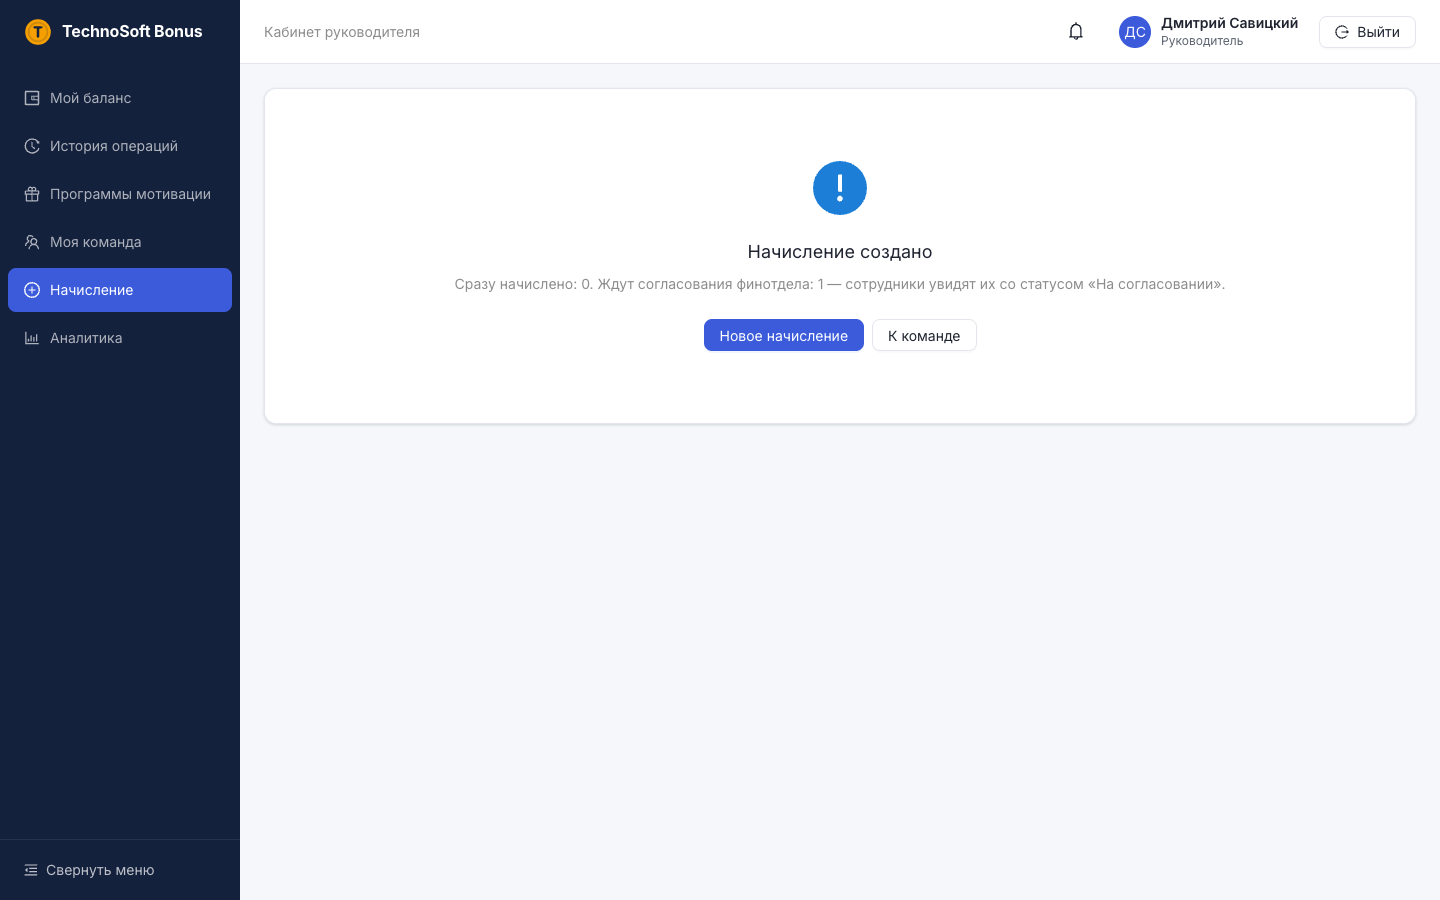 TechnoSoft Bonus
Кабинет руководителя
ДС
Дмитрий Савицкий
Руководитель
Выйти
Мой баланс
История операций
Программы мотивации
Моя команда
Начисление
Аналитика
Начисление создано
Сразу начислено: 0. Ждут согласования финотдела: 1 — сотрудники увидят их со статусом «На согласовании».
Новое начисление
К команде
Свернуть меню